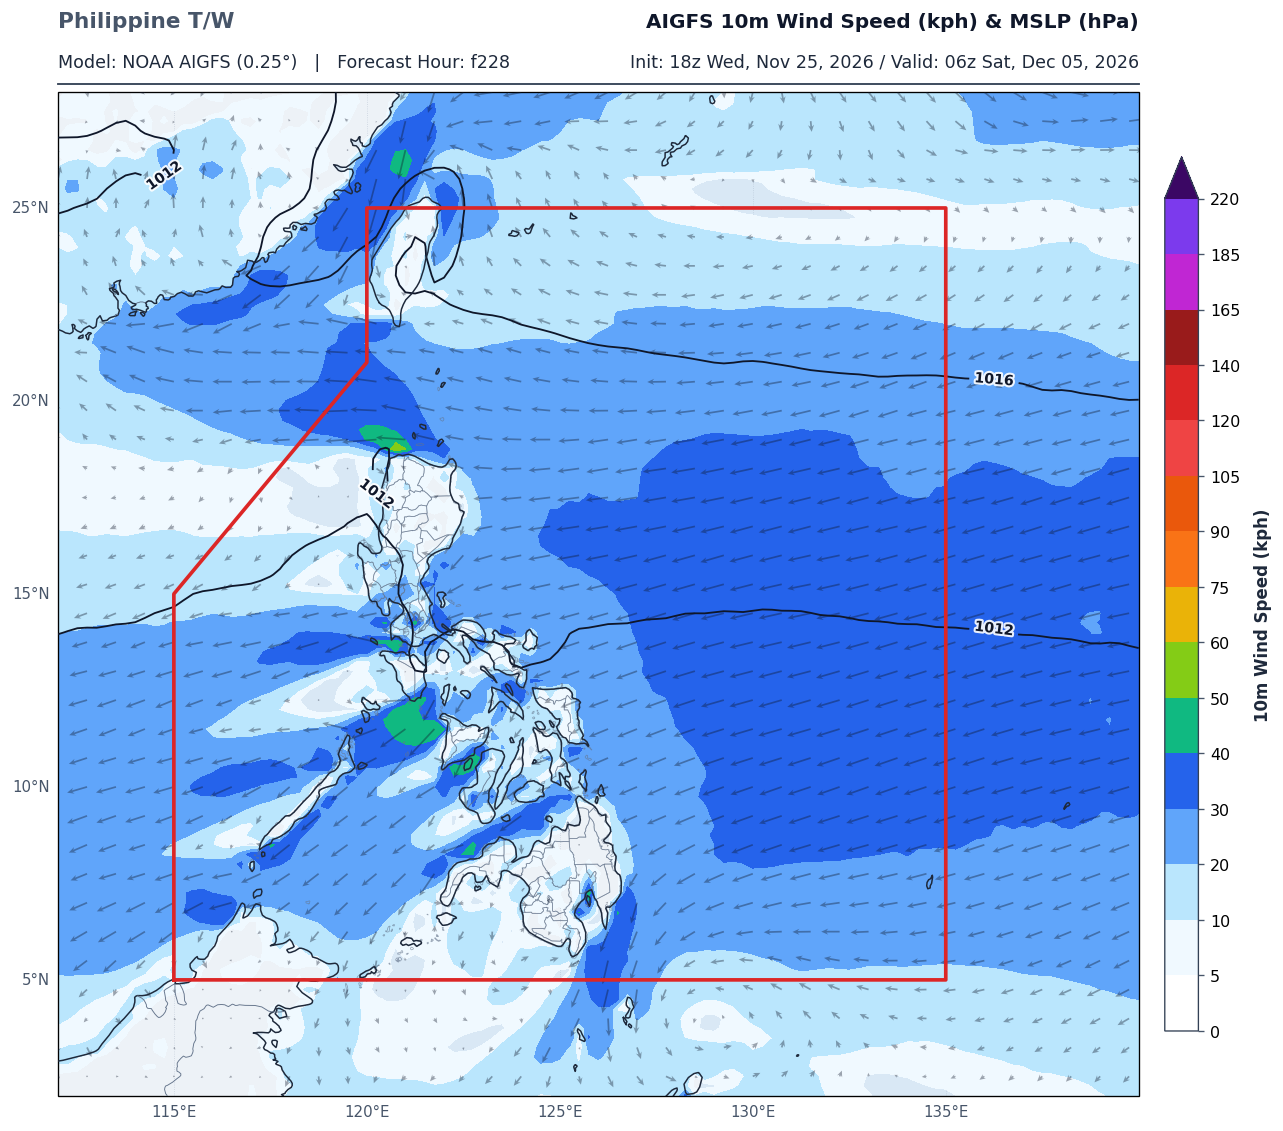 Philippine T/W
AIGFS 10m Wind Speed (kph) & MSLP (hPa)
Model: NOAA AIGFS (0.25°)   |   Forecast Hour: f228
Init: 18z Wed, Nov 25, 2026 / Valid: 06z Sat, Dec 05, 2026
1012
25°N
20°N
15°N
10°N
5°N
1016
1012
1012
115°E
120°E
125°E
130°E
135°E
220
185
165
140
120
105
90
75
60
50
40
30
20
10
5
0
10m Wind Speed (kph)